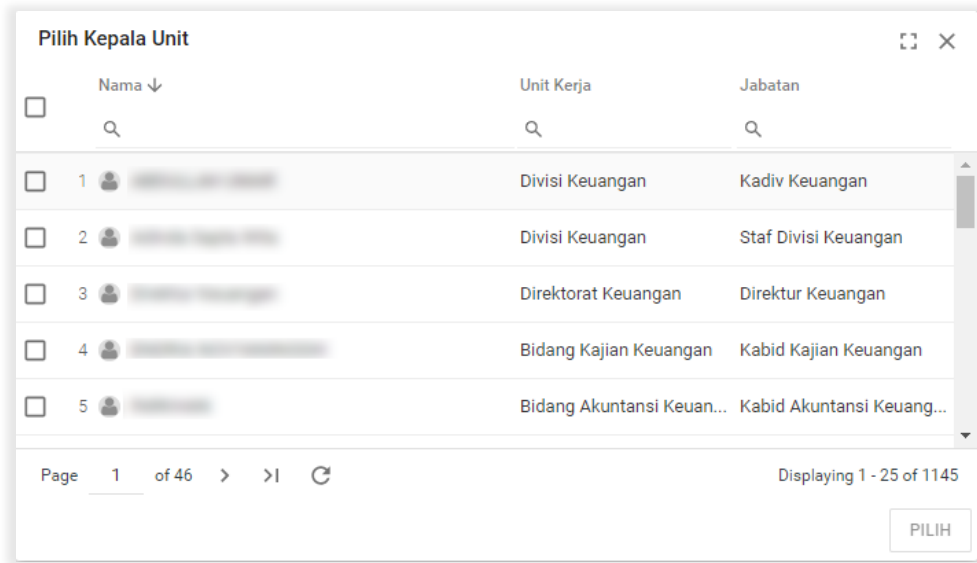 Pilih Kepala Unit
Nama Unit Kerja Jabatan
1 Divisi Keuangan Kadiv Keuangan
2 Divisi Keuangan Staf Divisi Keuangan
3 Direktorat Keuangan Direktur Keuangan
4 Bidang Kajian Keuangan Kabid Kajian Keuangan
5 Bidang Akuntansi Keuan... Kabid Akuntansi Keuang...
Page 1 of 46 Displaying 1 - 25 of 1145
PILIH